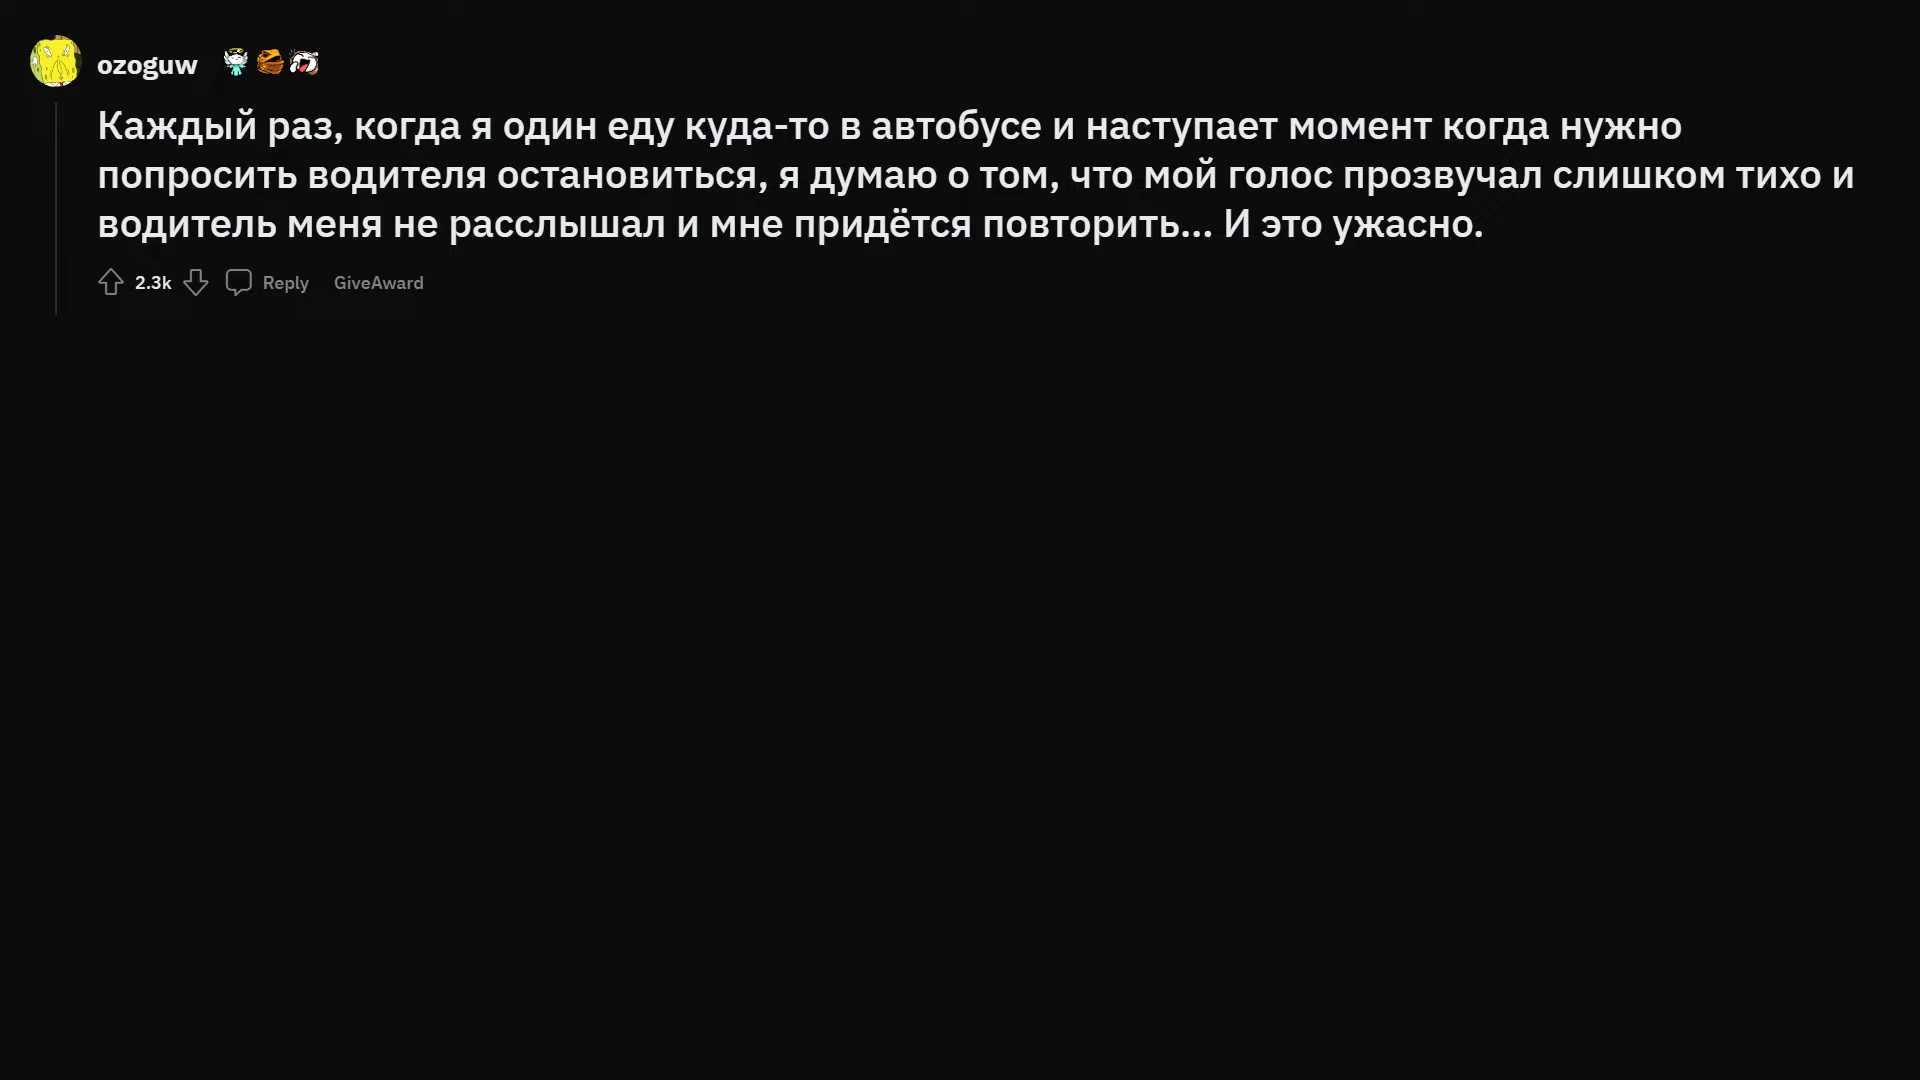 ozoguw
Каждый раз, когда я один еду куда-то в автобусе и наступает момент когда нужно
попросить водителя остановиться, я думаю о том, что мой голос прозвучал слишком тихо и
водитель меня не расслышал и мне придётся повторить... И это ужасно.
2.3k Reply GiveAward